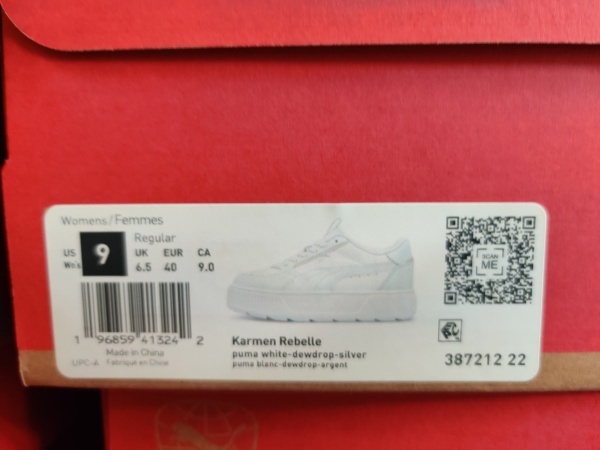 Womens/Femmes
Regular
US UK EUR CA
Wn's 9 6.5 40 9.0
SCAN
ME
1 96859 41324 2
Made in China
UPC-A Fabriqué en Chine
Karmen Rebelle
puma white-dewdrop-silver
puma blanc-dewdrop-argent
387212 22